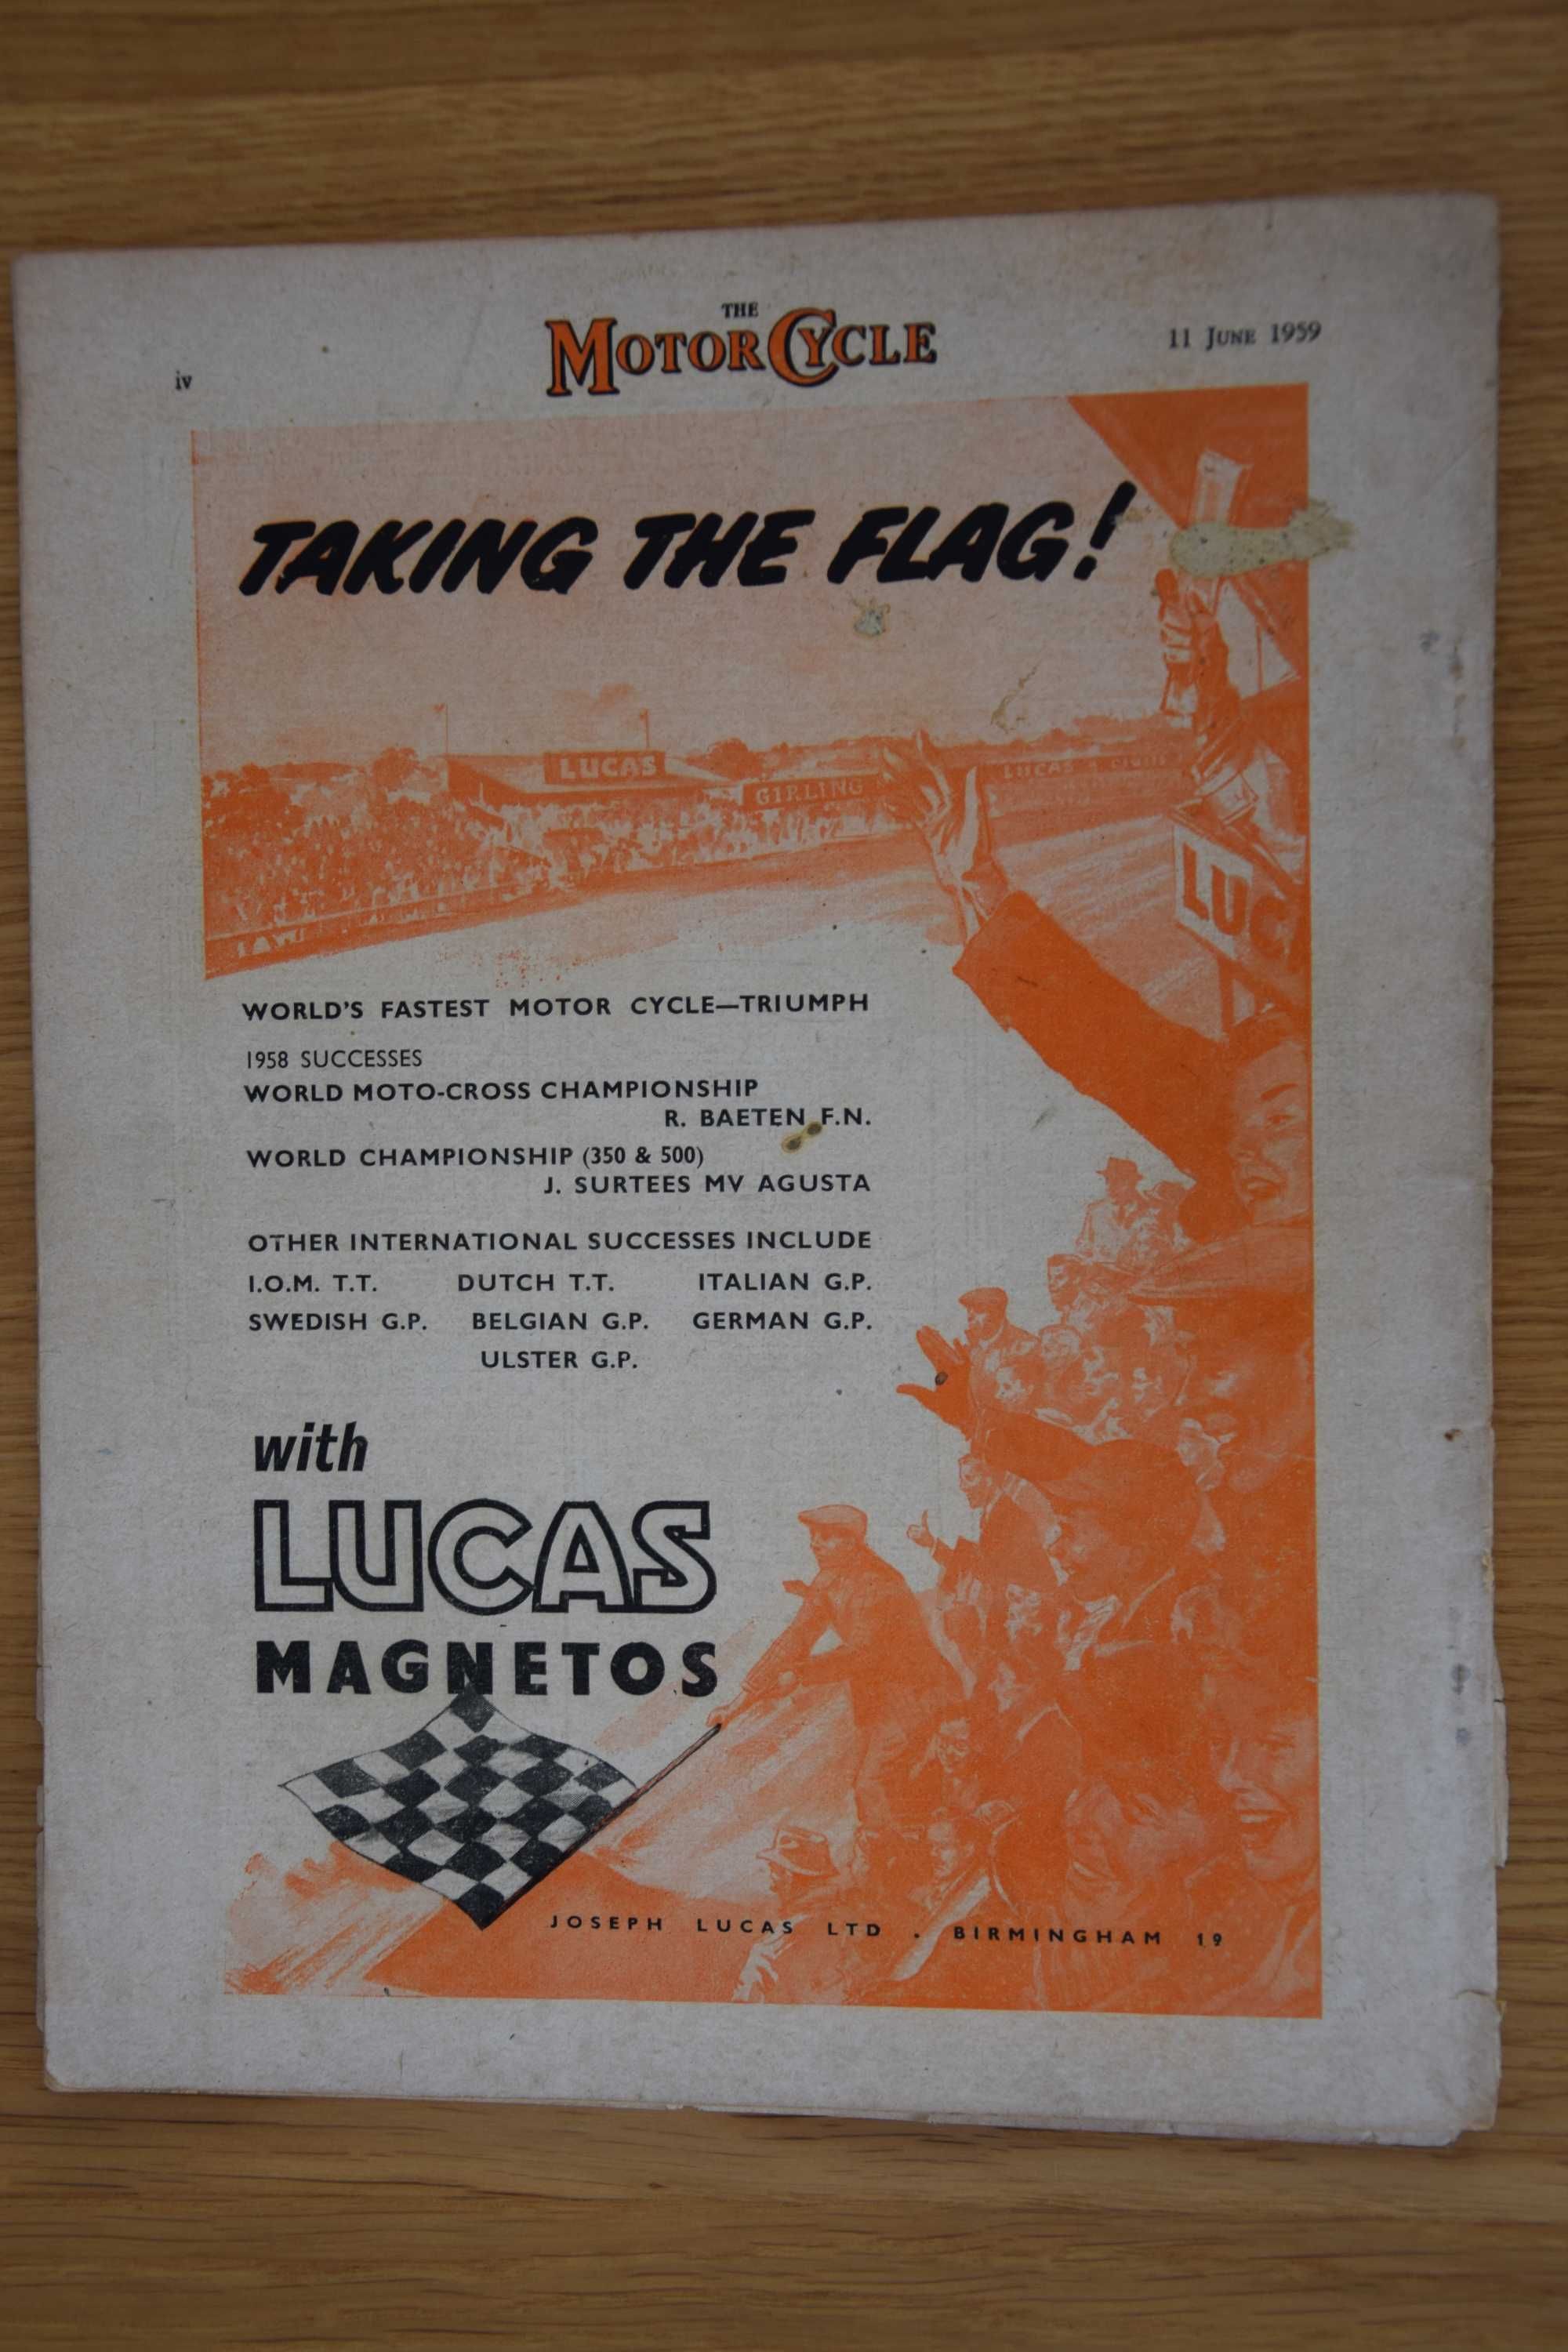 iv
THE
MOTOR CYCLE
11 JUNE 1959
TAKING THE FLAG!
LUCAS
GIRLING
LUCAS
LUC
WORLD'S FASTEST MOTOR CYCLE—TRIUMPH
1958 SUCCESSES
WORLD MOTO-CROSS CHAMPIONSHIP
R. BAETEN F.N.
WORLD CHAMPIONSHIP (350 & 500)
J. SURTEES MV AGUSTA
OTHER INTERNATIONAL SUCCESSES INCLUDE
I.O.M. T.T. DUTCH T.T. ITALIAN G.P.
SWEDISH G.P. BELGIAN G.P. GERMAN G.P.
ULSTER G.P.
with
LUCAS
MAGNETOS
JOSEPH LUCAS LTD . BIRMINGHAM 19